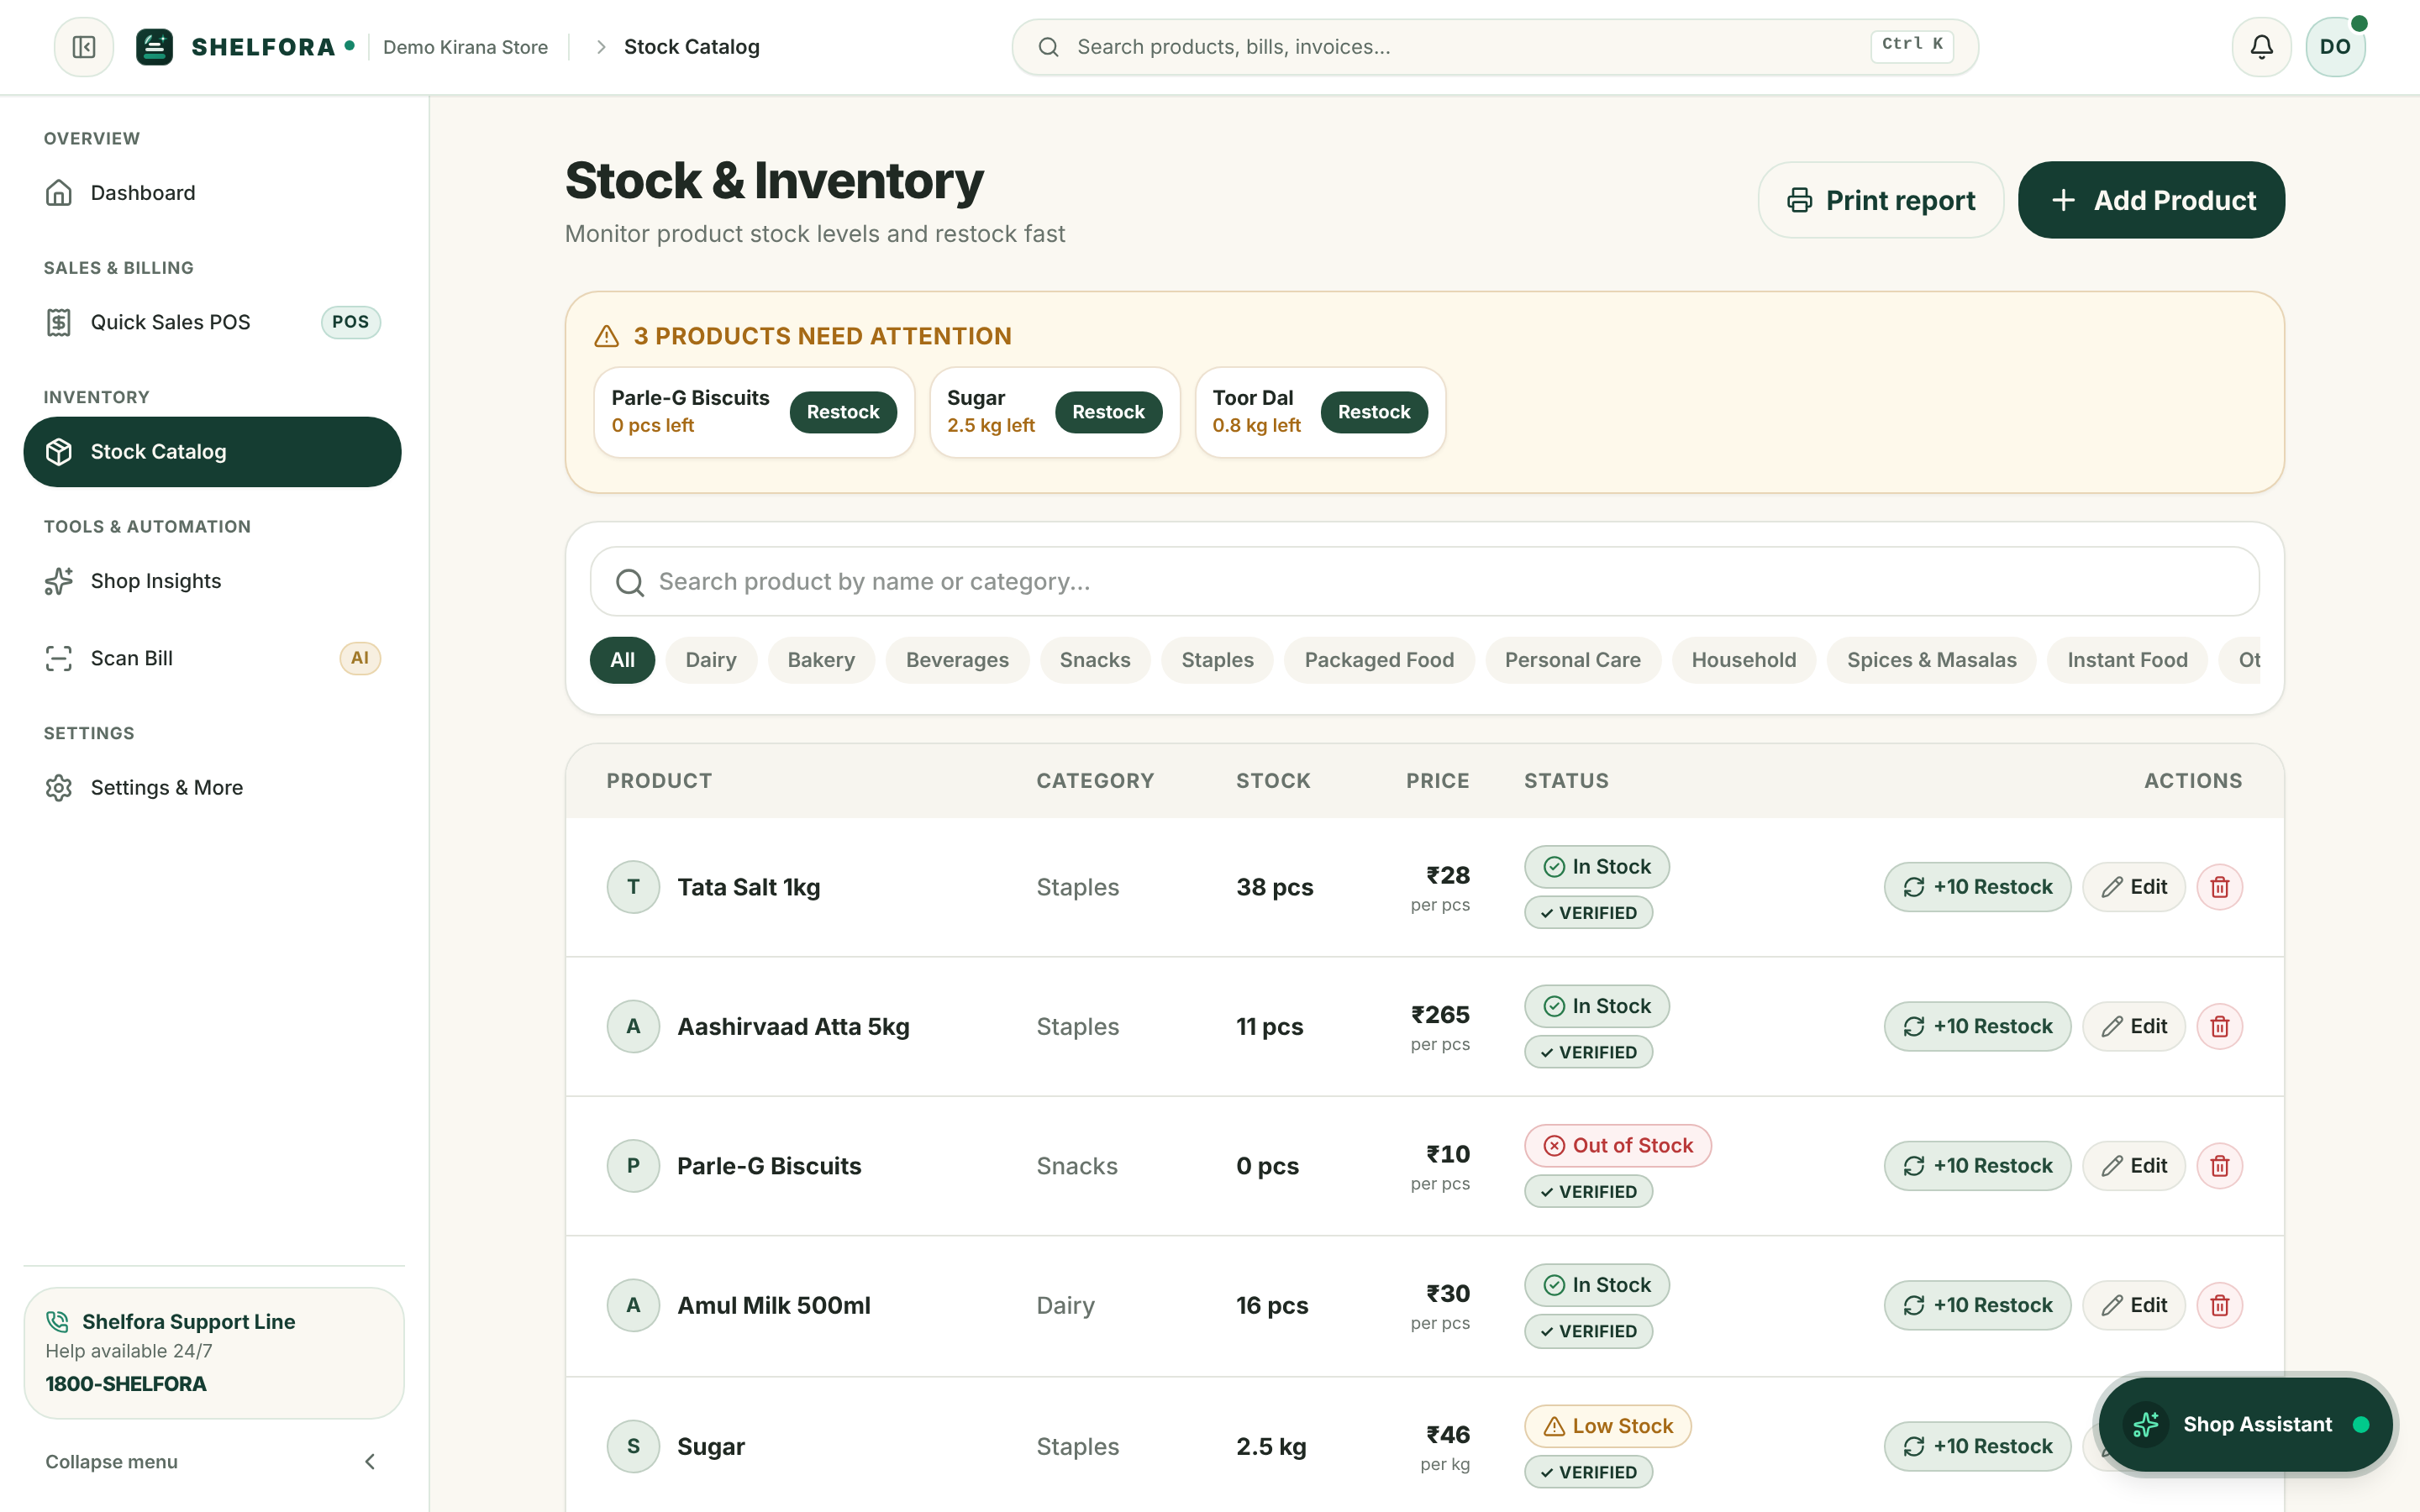 SHELFORA
Demo Kirana Store
Stock Catalog
Search products, bills, invoices...
Ctrl K
DO
OVERVIEW
Dashboard
SALES & BILLING
Quick Sales POS
POS
INVENTORY
Stock Catalog
TOOLS & AUTOMATION
Shop Insights
Scan Bill
AI
SETTINGS
Settings & More
Shelfora Support Line
Help available 24/7
1800-SHELFORA
Collapse menu
Stock & Inventory
Monitor product stock levels and restock fast
Print report
Add Product
3 PRODUCTS NEED ATTENTION
Parle-G Biscuits
0 pcs left
Restock
Sugar
2.5 kg left
Restock
Toor Dal
0.8 kg left
Restock
Search product by name or category...
All Dairy Bakery Beverages Snacks Staples Packaged Food Personal Care Household Spices & Masalas Instant Food Ot
PRODUCT CATEGORY STOCK PRICE STATUS ACTIONS
T Tata Salt 1kg Staples 38 pcs ₹28 per pcs In Stock VERIFIED +10 Restock Edit
A Aashirvaad Atta 5kg Staples 11 pcs ₹265 per pcs In Stock VERIFIED +10 Restock Edit
P Parle-G Biscuits Snacks 0 pcs ₹10 per pcs Out of Stock VERIFIED +10 Restock Edit
A Amul Milk 500ml Dairy 16 pcs ₹30 per pcs In Stock VERIFIED +10 Restock Edit
S Sugar Staples 2.5 kg ₹46 per kg Low Stock VERIFIED +10 Restock
Shop Assistant